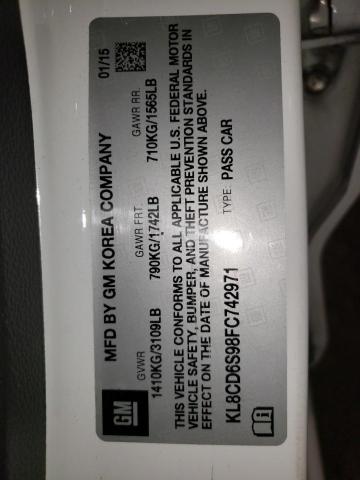 GM
MFD BY GM KOREA COMPANY 01/15
GVWR GAWR FRT. GAWR RR.
1410KG/3109LB 790KG/1742LB 710KG/1565LB
THIS VEHICLE CONFORMS TO ALL APPLICABLE U.S. FEDERAL MOTOR
VEHICLE SAFETY, BUMPER, AND THEFT PREVENTION STANDARDS IN
EFFECT ON THE DATE OF MANUFACTURE SHOWN ABOVE.
KL8CD6S98FC742971 TYPE: PASS CAR